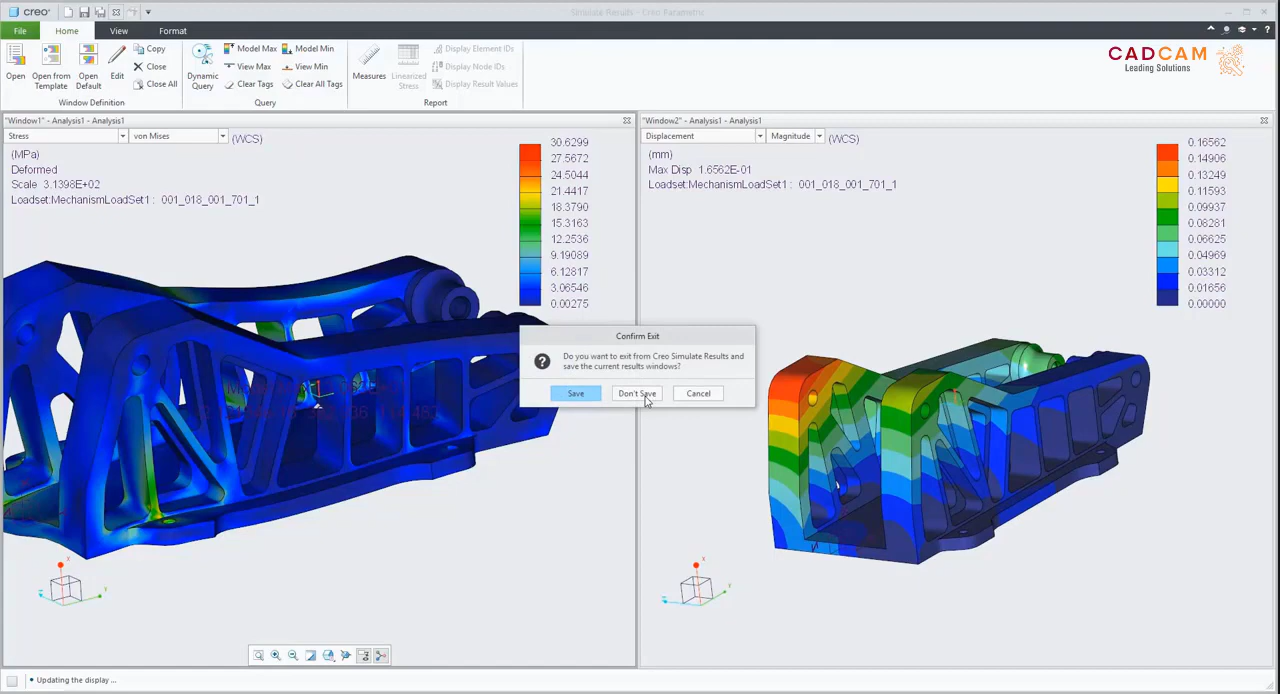 creo
Simulate Results - Creo Parametric
File
Home
View
Format
Open
Open from
Template
Open
Default
Edit
Copy
Close
Close All
Window Definition
Dynamic
Query
Model Max
Model Min
View Max
View Min
Clear Tags
Clear All Tags
Query
Measures
Linearized
Stress
Display Element IDs
Display Node IDs
Display Result Values
Report
CADCAM
Leading Solutions
"Window1" - Analysis1 - Analysis1
Stress
von Mises
(WCS)
(MPa)
Deformed
Scale 3.1398E+02
Loadset:MechanismLoadSet1 : 001_018_001_701_1
30.6299
27.5672
24.5044
21.4417
18.3790
15.3163
12.2536
9.19089
6.12817
3.06546
0.00275
"Window2" - Analysis1 - Analysis1
Displacement
Magnitude
(WCS)
(mm)
Max Disp 1.6562E-01
Loadset:MechanismLoadSet1 : 001_018_001_701_1
0.16562
0.14906
0.13249
0.11593
0.09937
0.08281
0.06625
0.04969
0.03312
0.01656
0.00000
Confirm Exit
Do you want to exit from Creo Simulate Results and
save the current results windows?
Save
Don't Save
Cancel
X
Y
Z
X
Y
Z
Updating the display ...